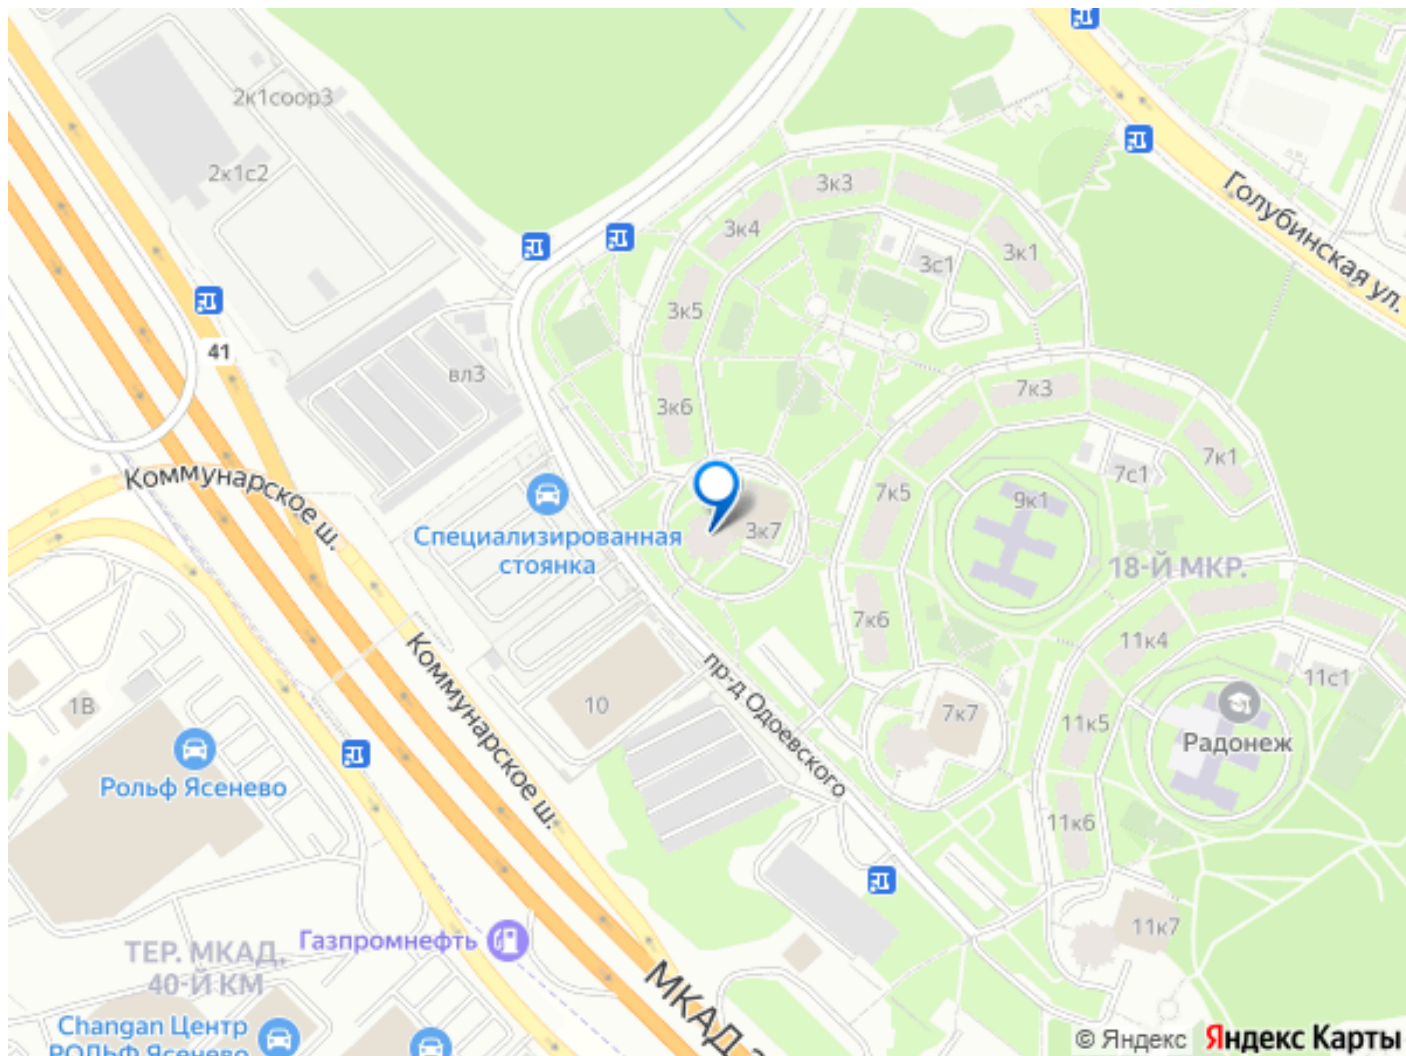 2к1соор3
2к1с2
3к3
3к4
3к1
3с1
Голубинская ул.
3к5
41
вл3
3к6
7к3
7к1
7с1
Коммунарское ш.
7к5
9к1
3к7
Специализированная
стоянка
18-Й МКР.
7к6
11к4
Коммунарское ш.
пр-д Одоевского
11с1
1В
10
7к7
11к5
Радонеж
Рольф Ясенево
11к6
11к7
Газпромнефть
ТЕР. МКАД,
40-Й КМ
МКАД
Changan Центр
РОЛЬФ Ясенево
© Яндекс Яндекс Карты